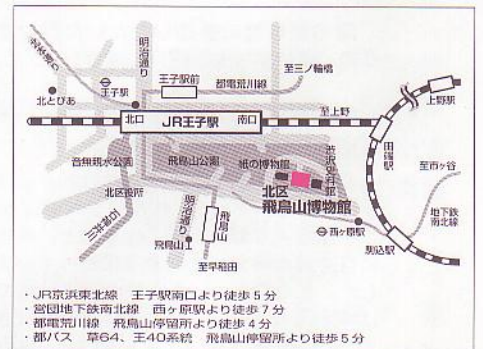 北本通り
明治通り
王子駅
王子駅前
都電荒川線
至三ノ輪橋
北とぴあ
上野駅
北口
JR王子駅
南口
至上野
田端駅
音無親水公園
飛鳥山公園
紙の博物館
渋沢史料館
至市ヶ谷
北区役所
北区
飛鳥山博物館
石神井川
明治通り
飛鳥山
西ヶ原駅
地下鉄
南北線
飛鳥山
駒込駅
至早稲田
・JR京浜東北線 王子駅南口より徒歩5分
・営団地下鉄南北線 西ヶ原駅より徒歩7分
・都電荒川線 飛鳥山停留所より徒歩4分
・都バス 草64、王40系統 飛鳥山停留所より徒歩5分